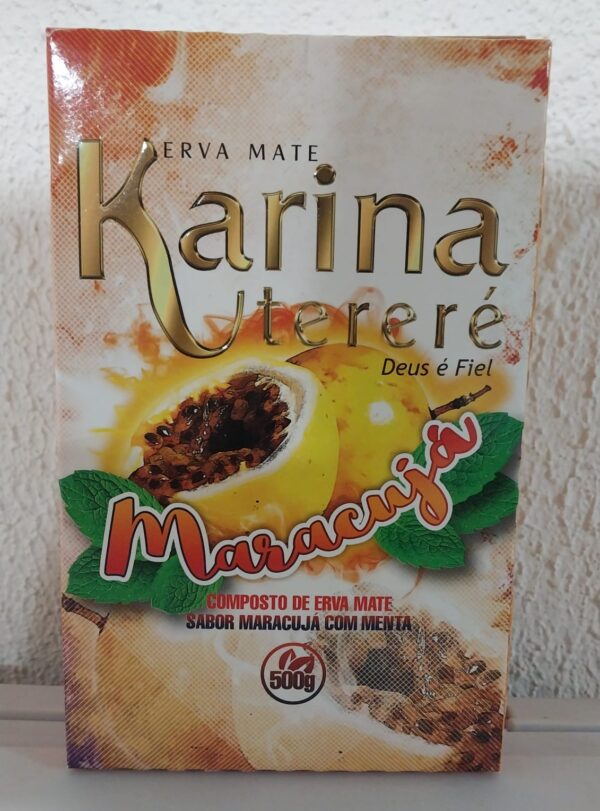 ERVA MATE
Karina
tereré
Deus é Fiel
Maracujá
COMPOSTO DE ERVA MATE
SABOR MARACUJÁ COM MENTA
500g